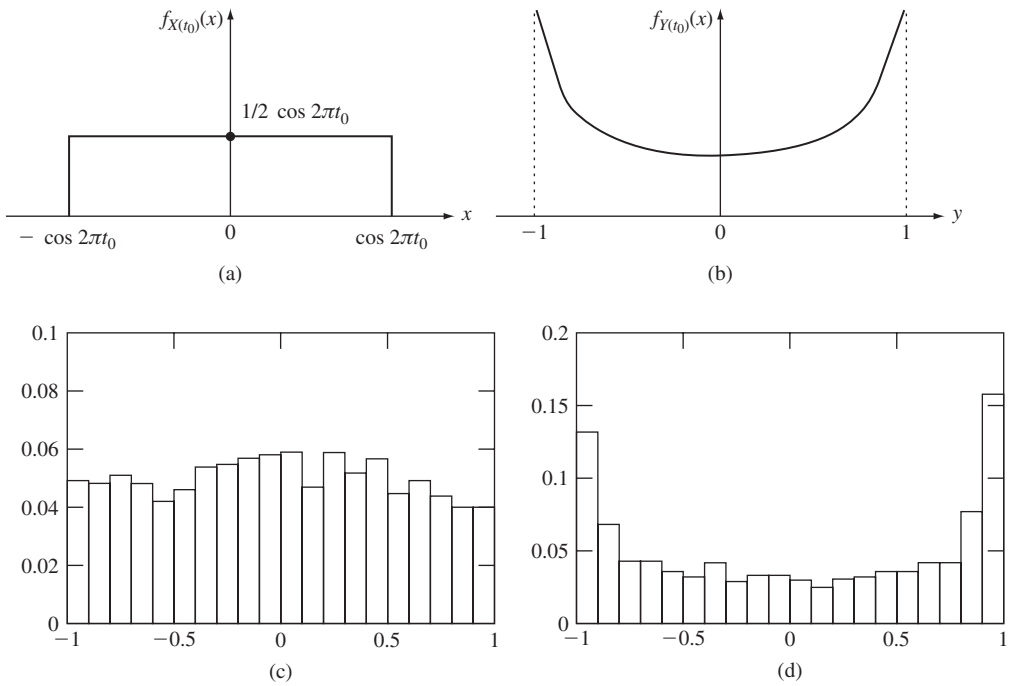 f_{X(t_0)}(x)
1/2 cos 2πt_0
x
− cos 2πt_0
0
cos 2πt_0
(a)
f_{Y(t_0)}(x)
y
−1
0
1
(b)
0.1
0.08
0.06
0.04
0.02
0
−1
−0.5
0
0.5
1
(c)
0.2
0.15
0.1
0.05
0
−1
−0.5
0
0.5
1
(d)